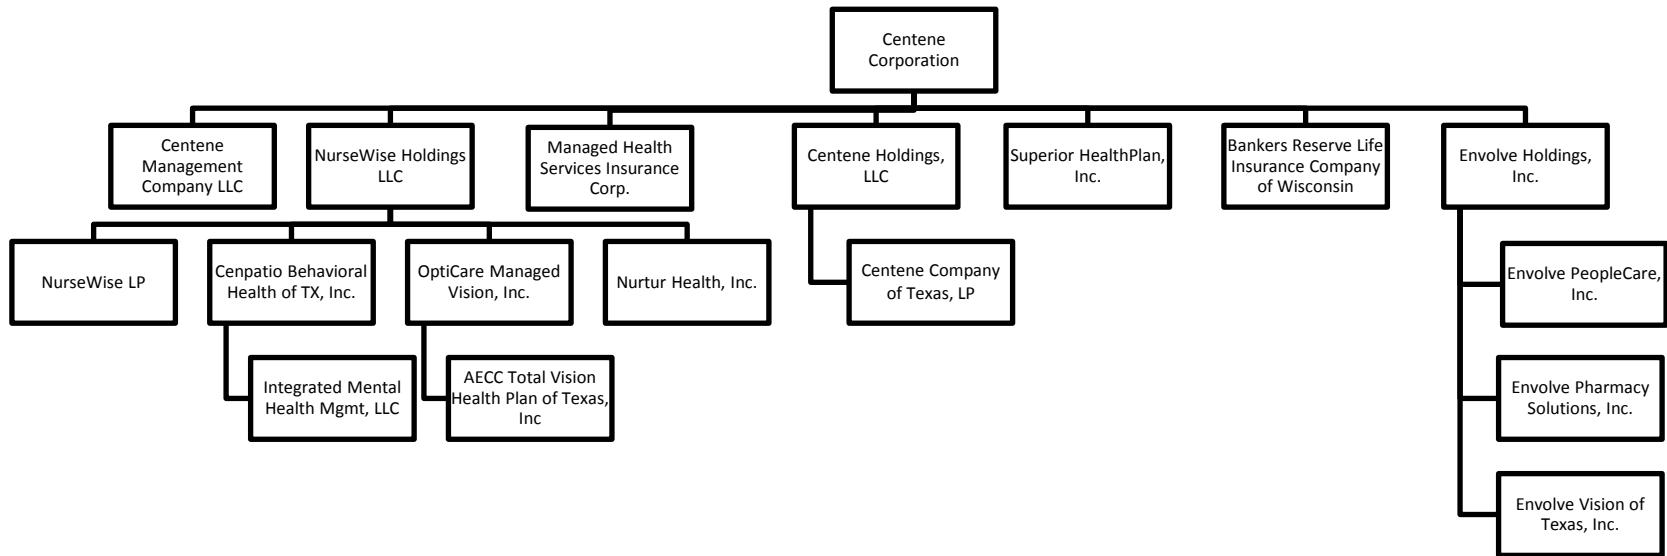 Centene
Corporation
Centene
Management
Company LLC
NurseWise Holdings
LLC
Managed Health
Services Insurance
Corp.
Centene Holdings,
LLC
Superior HealthPlan,
Inc.
Bankers Reserve Life
Insurance Company
of Wisconsin
Envolve Holdings,
Inc.
NurseWise LP
Cenpatio Behavioral
Health of TX, Inc.
OptiCare Managed
Vision, Inc.
Nurtur Health, Inc.
Centene Company
of Texas, LP
Envolve PeopleCare,
Inc.
Integrated Mental
Health Mgmt, LLC
AECC Total Vision
Health Plan of Texas,
Inc
Envolve Pharmacy
Solutions, Inc.
Envolve Vision of
Texas, Inc.